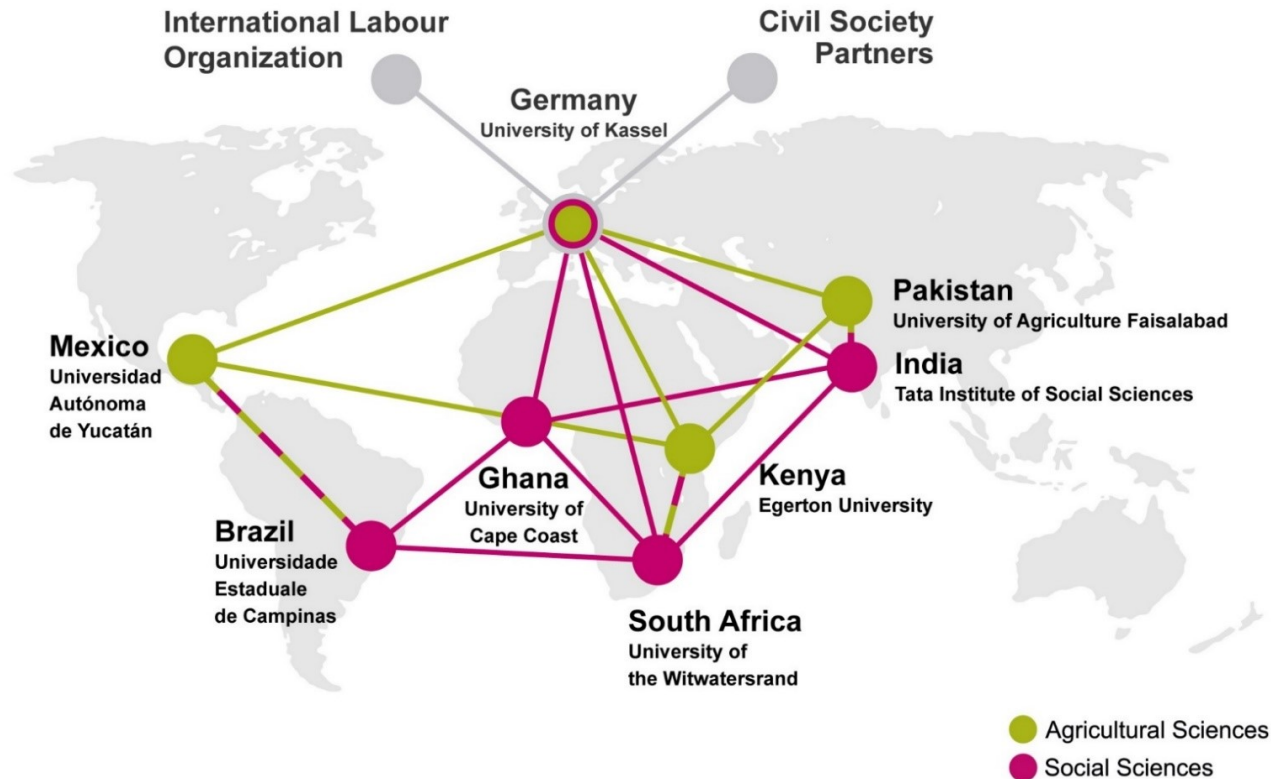 International Labour
Organization
Civil Society
Partners
Germany
University of Kassel
Pakistan
University of Agriculture Faisalabad
India
Tata Institute of Social Sciences
Mexico
Universidad
Autónoma
de Yucatán
Ghana
University of
Cape Coast
Kenya
Egerton University
Brazil
Universidade
Estaduale
de Campinas
South Africa
University of
the Witwatersrand
Agricultural Sciences
Social Sciences